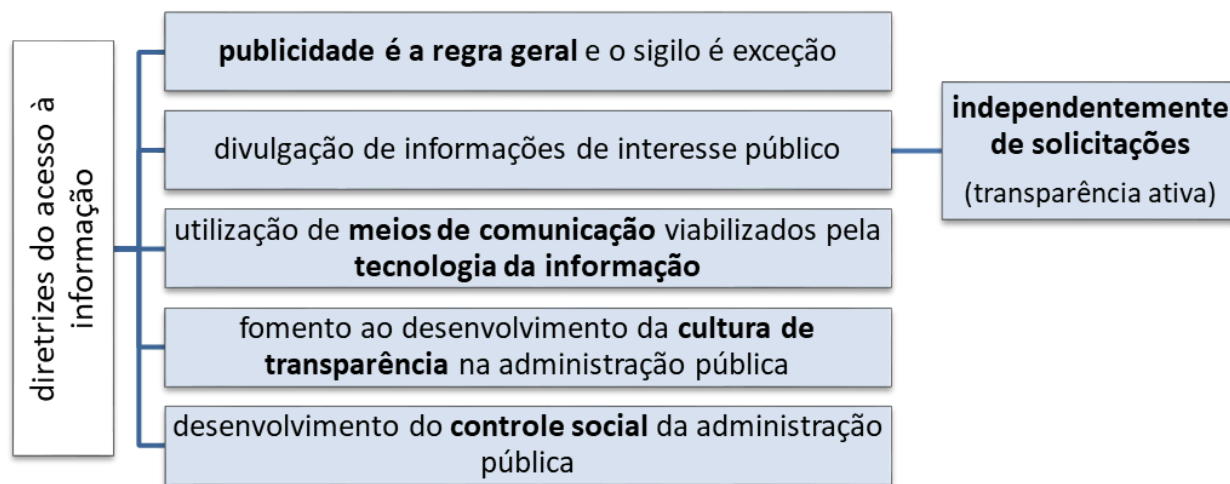 diretrizes do acesso à
informação
publicidade é a regra geral e o sigilo é exceção
divulgação de informações de interesse público
independentemente
de solicitações
(transparência ativa)
utilização de meios de comunicação viabilizados pela
tecnologia da informação
fomento ao desenvolvimento da cultura de
transparência na administração pública
desenvolvimento do controle social da administração
pública